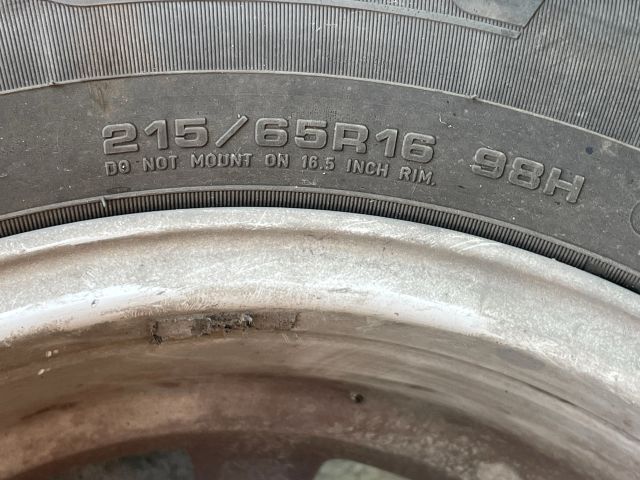 215/65R16 98H
DO NOT MOUNT ON 16.5 INCH RIM.